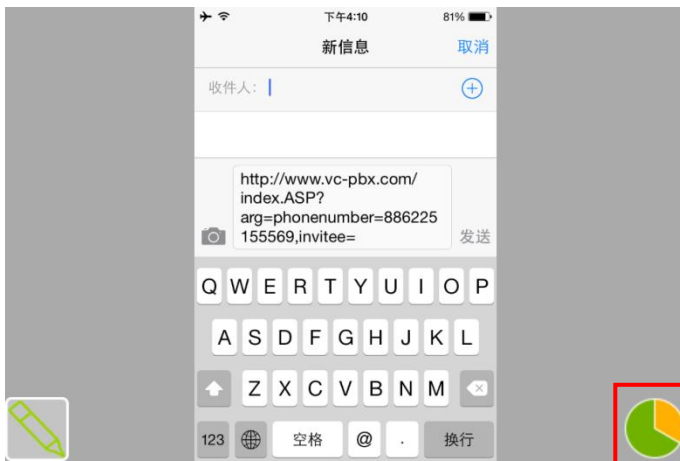 下午4:10 81%
新信息 取消
收件人:
http://www.vc-pbx.com/
index.ASP?
arg=phonenumber=886225
155569,invitee=
发送
Q W E R T Y U I O P
A S D F G H J K L
Z X C V B N M
123 空格 @ . 换行